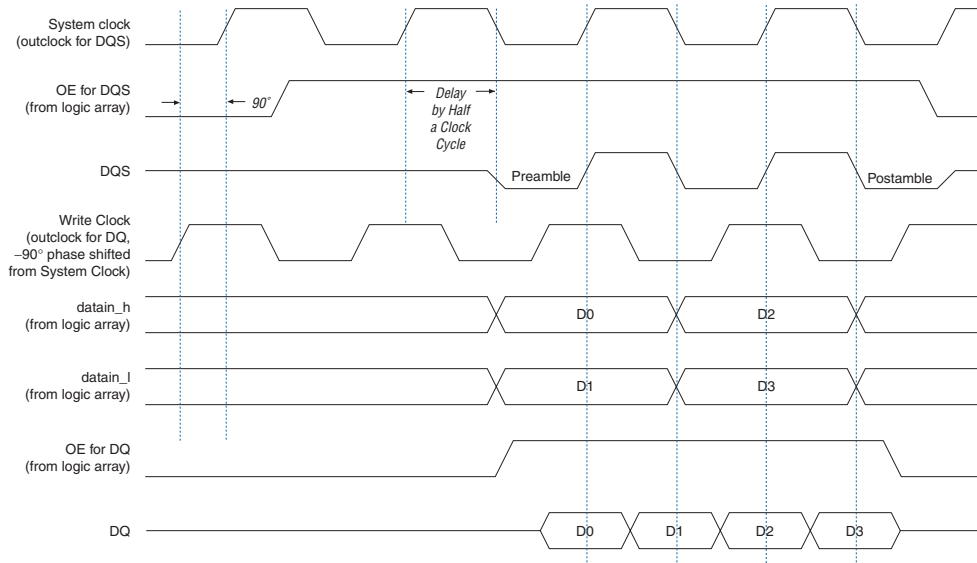 System clock
(outclock for DQS)
OE for DQS
(from logic array)
90°
Delay
by Half
a Clock
Cycle
DQS
Preamble
Postamble
Write Clock
(outclock for DQ,
–90° phase shifted
from System Clock)
datain_h
(from logic array)
D0
D2
datain_l
(from logic array)
D1
D3
OE for DQ
(from logic array)
DQ
D0
D1
D2
D3